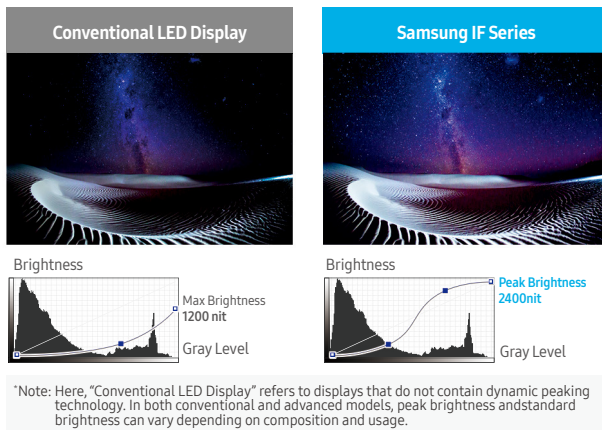 Conventional LED Display
Samsung IF Series
Brightness
Max Brightness
1200 nit
Gray Level
Brightness
Peak Brightness
2400nit
Gray Level
*Note: Here, “Conventional LED Display” refers to displays that do not contain dynamic peaking
technology. In both conventional and advanced models, peak brightness andstandard
brightness can vary depending on composition and usage.